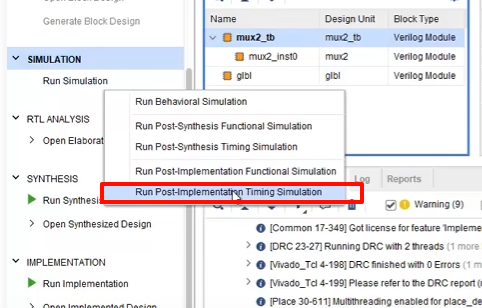 Open Block Design
Generate Block Design
SIMULATION
Run Simulation
RTL ANALYSIS
Open Elaborat
SYNTHESIS
Run Synthesis
Open Synthesized Design
IMPLEMENTATION
Run Implementation
Open Implemented Design
Name Design Unit Block Type
mux2_tb mux2_tb Verilog Module
mux2_inst0 mux2 Verilog Module
glbl glbl Verilog Module
Run Behavioral Simulation
Run Post-Synthesis Functional Simulation
Run Post-Synthesis Timing Simulation
Run Post-Implementation Functional Simulation
Run Post-Implementation Timing Simulation
Log Reports
Warning (9)
[Common 17-349] Got license for feature 'Impleme
[DRC 23-27] Running DRC with 2 threads (1 more
[Vivado_Tcl 4-198] DRC finished with 0 Errors (1 m
[Vivado_Tcl 4-199] Please refer to the DRC report (
[Place 30-611] Multithreading enabled for place_de